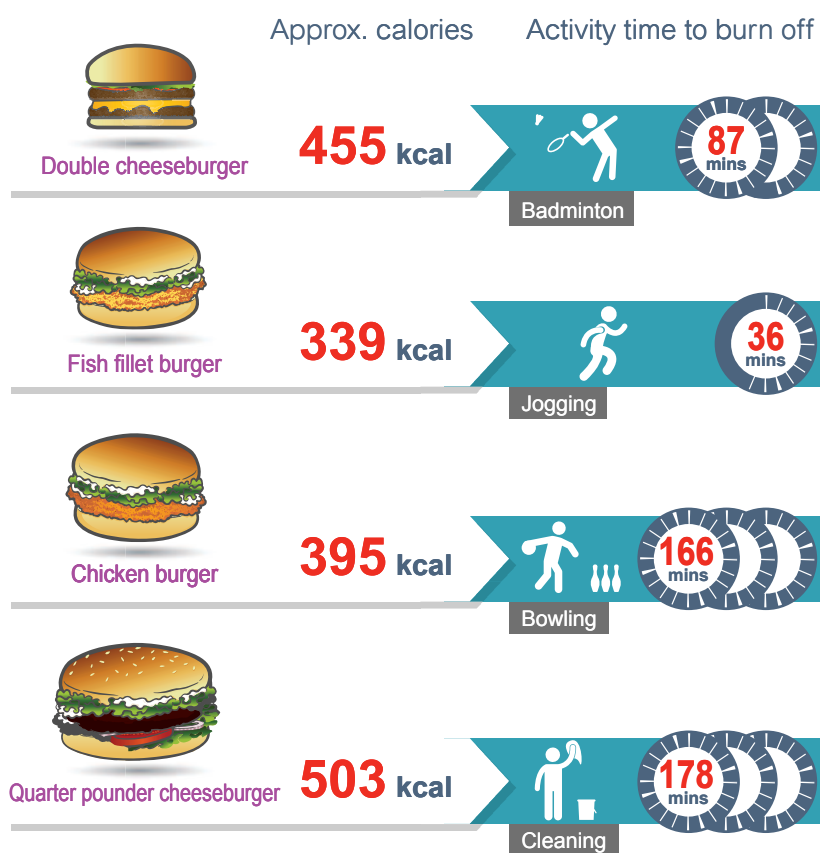 Approx. calories
Activity time to burn off
Double cheeseburger
455 kcal
87
mins
Badminton
Fish fillet burger
339 kcal
36
mins
Jogging
Chicken burger
395 kcal
166
mins
Bowling
Quarter pounder cheeseburger
503 kcal
178
mins
Cleaning